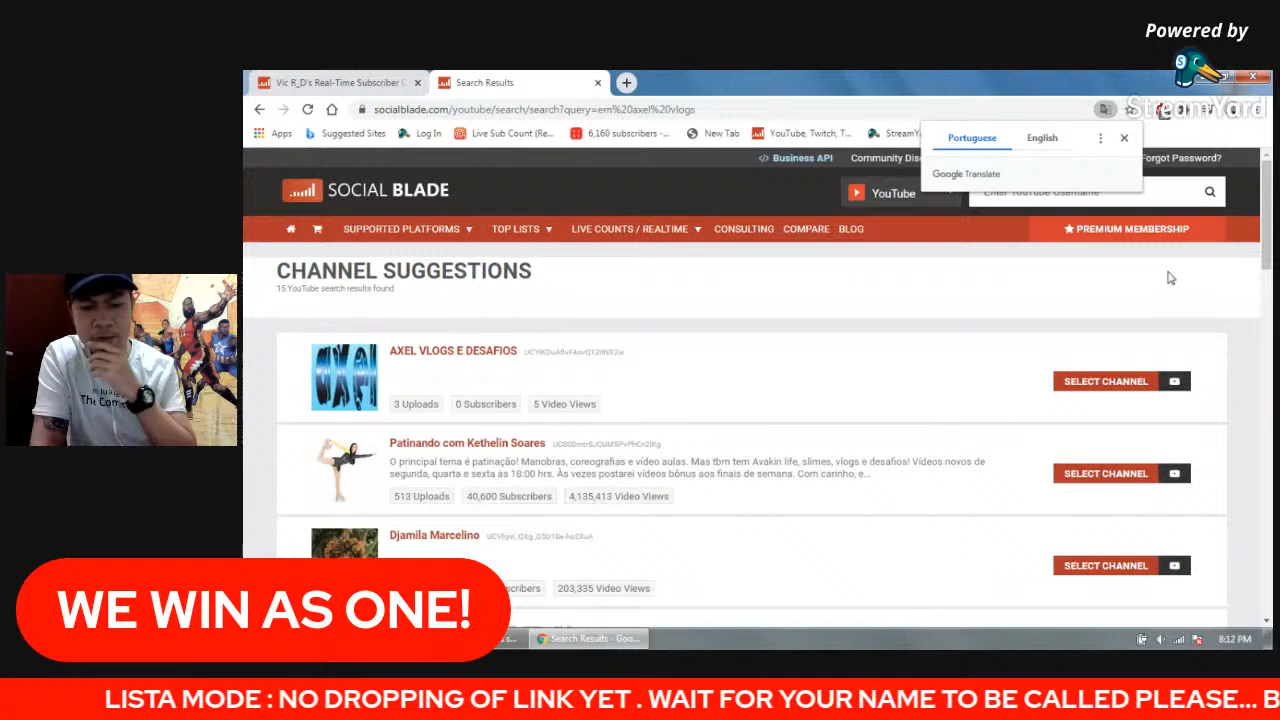 Powered by
StreamYard
Vic R_D's Real-Time Subscriber C
Search Results
socialblade.com/youtube/search/search?query=em%20axel%20vlogs
Apps
Suggested Sites
Log In
Live Sub Count (Re...
6,160 subscribers -...
New Tab
YouTube, Twitch, T...
StreamYa
Portuguese
English
Google Translate
Business API
Community Dis
Forgot Password?
SOCIAL BLADE
YouTube
Enter YouTube Username
SUPPORTED PLATFORMS
TOP LISTS
LIVE COUNTS / REALTIME
CONSULTING
COMPARE
BLOG
PREMIUM MEMBERSHIP
CHANNEL SUGGESTIONS
15 YouTube search results found
AXEL VLOGS E DESAFIOS
3 Uploads
0 Subscribers
5 Video Views
SELECT CHANNEL
Patinando com Kethelin Soares
O principal tema é patinação! Manobras, coreografias e vídeo aulas. Mas tbm tem Avakin life, slimes, vlogs e desafios! Vídeos novos de
segunda, quarta e sexta as 18:00 hrs. Às vezes postarei vídeos bônus aos finais de semana. Com carinho, e...
513 Uploads
40,600 Subscribers
4,135,413 Video Views
SELECT CHANNEL
Djamila Marcelino
scribers
203,335 Video Views
SELECT CHANNEL
The Com
WE WIN AS ONE!
Search Results - Goo...
8:12 PM
LISTA MODE : NO DROPPING OF LINK YET . WAIT FOR YOUR NAME TO BE CALLED PLEASE... B